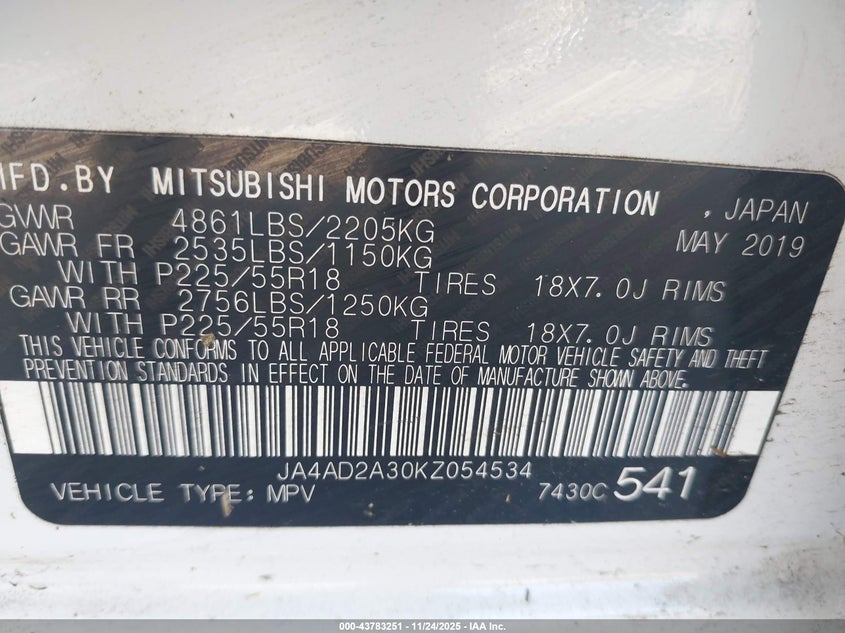 MFD.BY MITSUBISHI MOTORS CORPORATION , JAPAN
GVWR 4861LBS/2205KG MAY 2019
GAWR FR 2535LBS/1150KG
WITH P225/55R18 TIRES 18X7.0J RIMS
GAWR RR 2756LBS/1250KG
WITH P225/55R18 TIRES 18X7.0J RIMS
THIS VEHICLE CONFORMS TO ALL APPLICABLE FEDERAL MOTOR VEHICLE SAFETY AND THEFT
PREVENTION STANDARDS IN EFFECT ON THE DATE OF MANUFACTURE SHOWN ABOVE.
JA4AD2A30KZ054534
VEHICLE TYPE:MPV 7430C 541
000-43783251 - 11/24/2025 - IAA Inc.